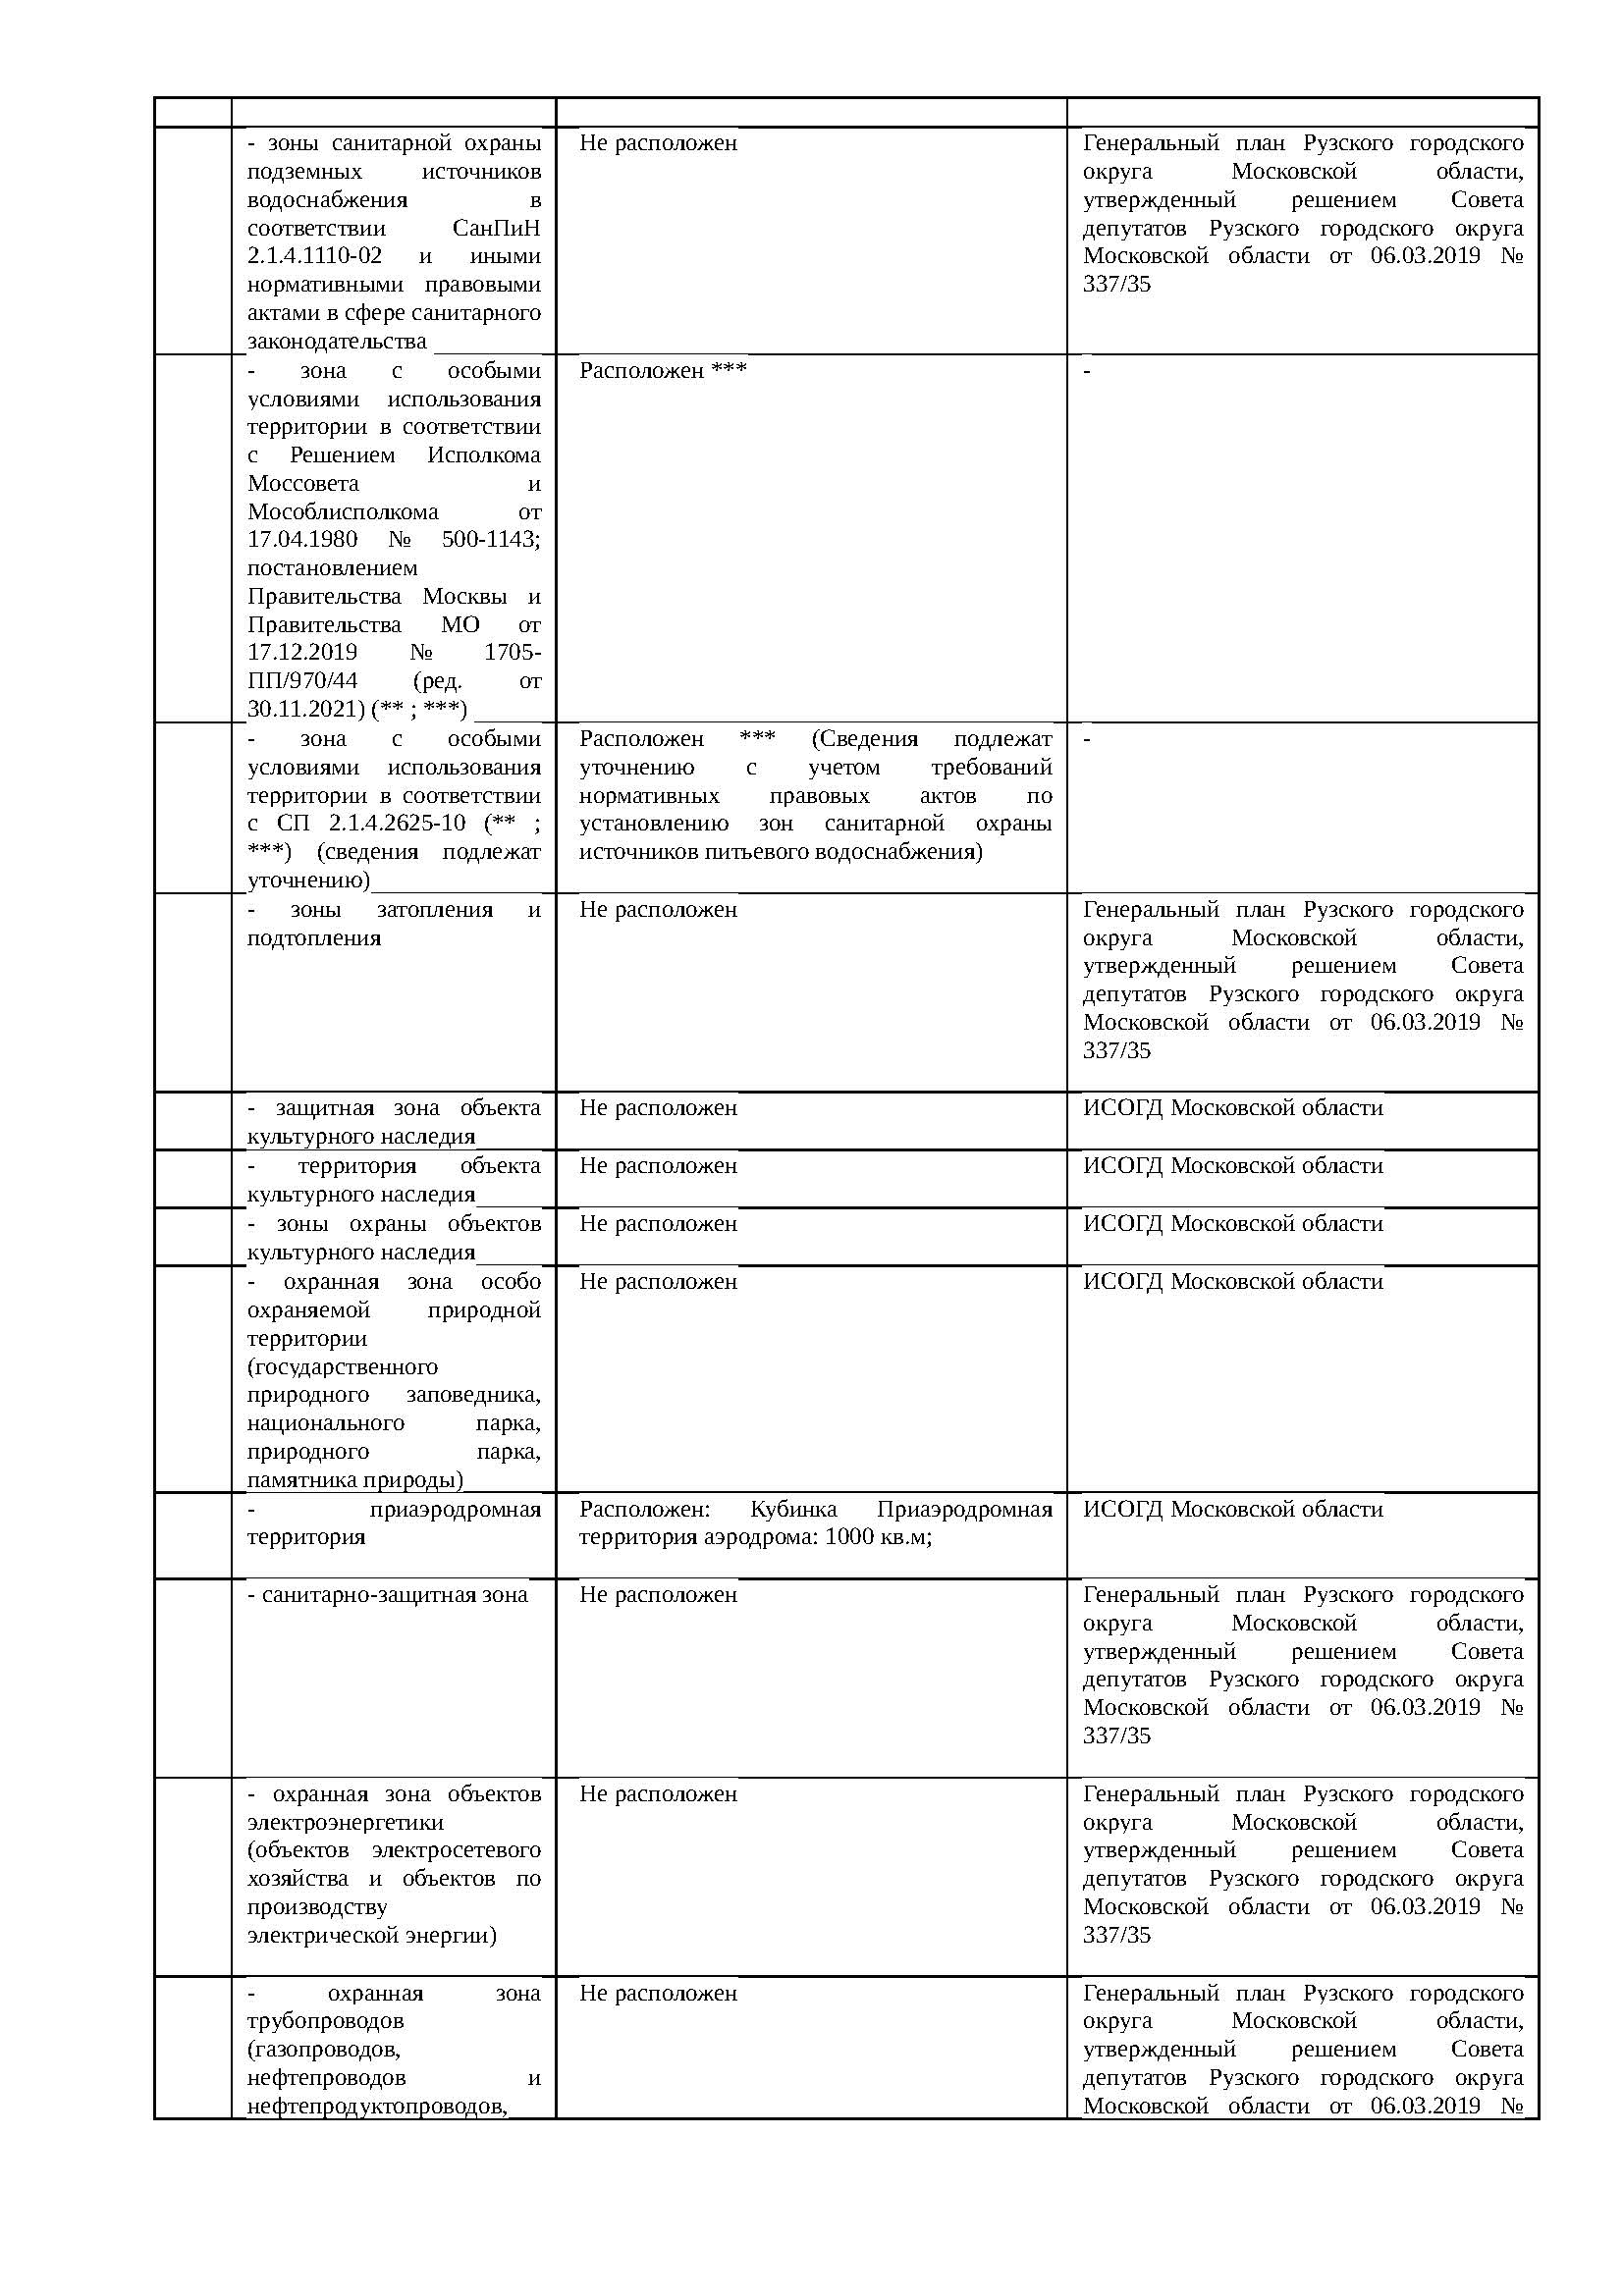 - зоны санитарной охраны
подземных источников
водоснабжения в
соответствии СанПиН
2.1.4.1110-02 и иными
нормативными правовыми
актами в сфере санитарного
законодательства
Не расположен
Генеральный план Рузского городского
округа Московской области,
утвержденный решением Совета
депутатов Рузского городского округа
Московской области от 06.03.2019 №
337/35
- зона с особыми
условиями использования
территории в соответствии
с Решением Исполкома
Моссовета и
Мособлисполкома от
17.04.1980 № 500-1143;
постановлением
Правительства Москвы и
Правительства МО от
17.12.2019 № 1705-
ПП/970/44 (ред. от
30.11.2021) (** ; ***)
Расположен ***
-
- зона с особыми
условиями использования
территории в соответствии
с СП 2.1.4.2625-10 (** ;
***) (сведения подлежат
уточнению)
Расположен *** (Сведения подлежат
уточнению с учетом требований
нормативных правовых актов по
установлению зон санитарной охраны
источников питьевого водоснабжения)
-
- зоны затопления и
подтопления
Не расположен
Генеральный план Рузского городского
округа Московской области,
утвержденный решением Совета
депутатов Рузского городского округа
Московской области от 06.03.2019 №
337/35
- защитная зона объекта
культурного наследия
Не расположен
ИСОГД Московской области
- территория объекта
культурного наследия
Не расположен
ИСОГД Московской области
- зоны охраны объектов
культурного наследия
Не расположен
ИСОГД Московской области
- охранная зона особо
охраняемой природной
территории
(государственного
природного заповедника,
национального парка,
природного парка,
памятника природы)
Не расположен
ИСОГД Московской области
- приаэродромная
территория
Расположен: Кубинка Приаэродромная
территория аэродрома: 1000 кв.м;
ИСОГД Московской области
- санитарно-защитная зона
Не расположен
Генеральный план Рузского городского
округа Московской области,
утвержденный решением Совета
депутатов Рузского городского округа
Московской области от 06.03.2019 №
337/35
- охранная зона объектов
электроэнергетики
(объектов электросетевого
хозяйства и объектов по
производству
электрической энергии)
Не расположен
Генеральный план Рузского городского
округа Московской области,
утвержденный решением Совета
депутатов Рузского городского округа
Московской области от 06.03.2019 №
337/35
- охранная зона
трубопроводов
(газопроводов,
нефтепроводов и
нефтепродуктопроводов,
Не расположен
Генеральный план Рузского городского
округа Московской области,
утвержденный решением Совета
депутатов Рузского городского округа
Московской области от 06.03.2019 №